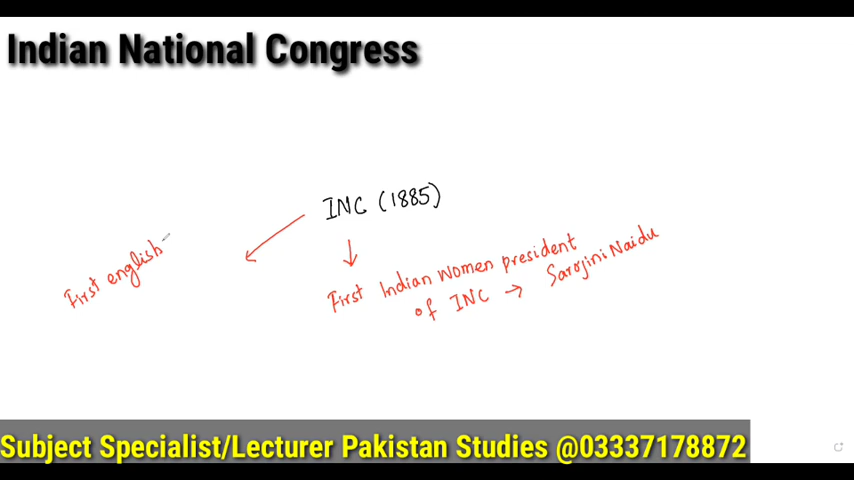 Indian National Congress
INC (1885)
First english
First Indian Women president
of INC → Sarojini Naidu
Subject Specialist/Lecturer Pakistan Studies @03337178872